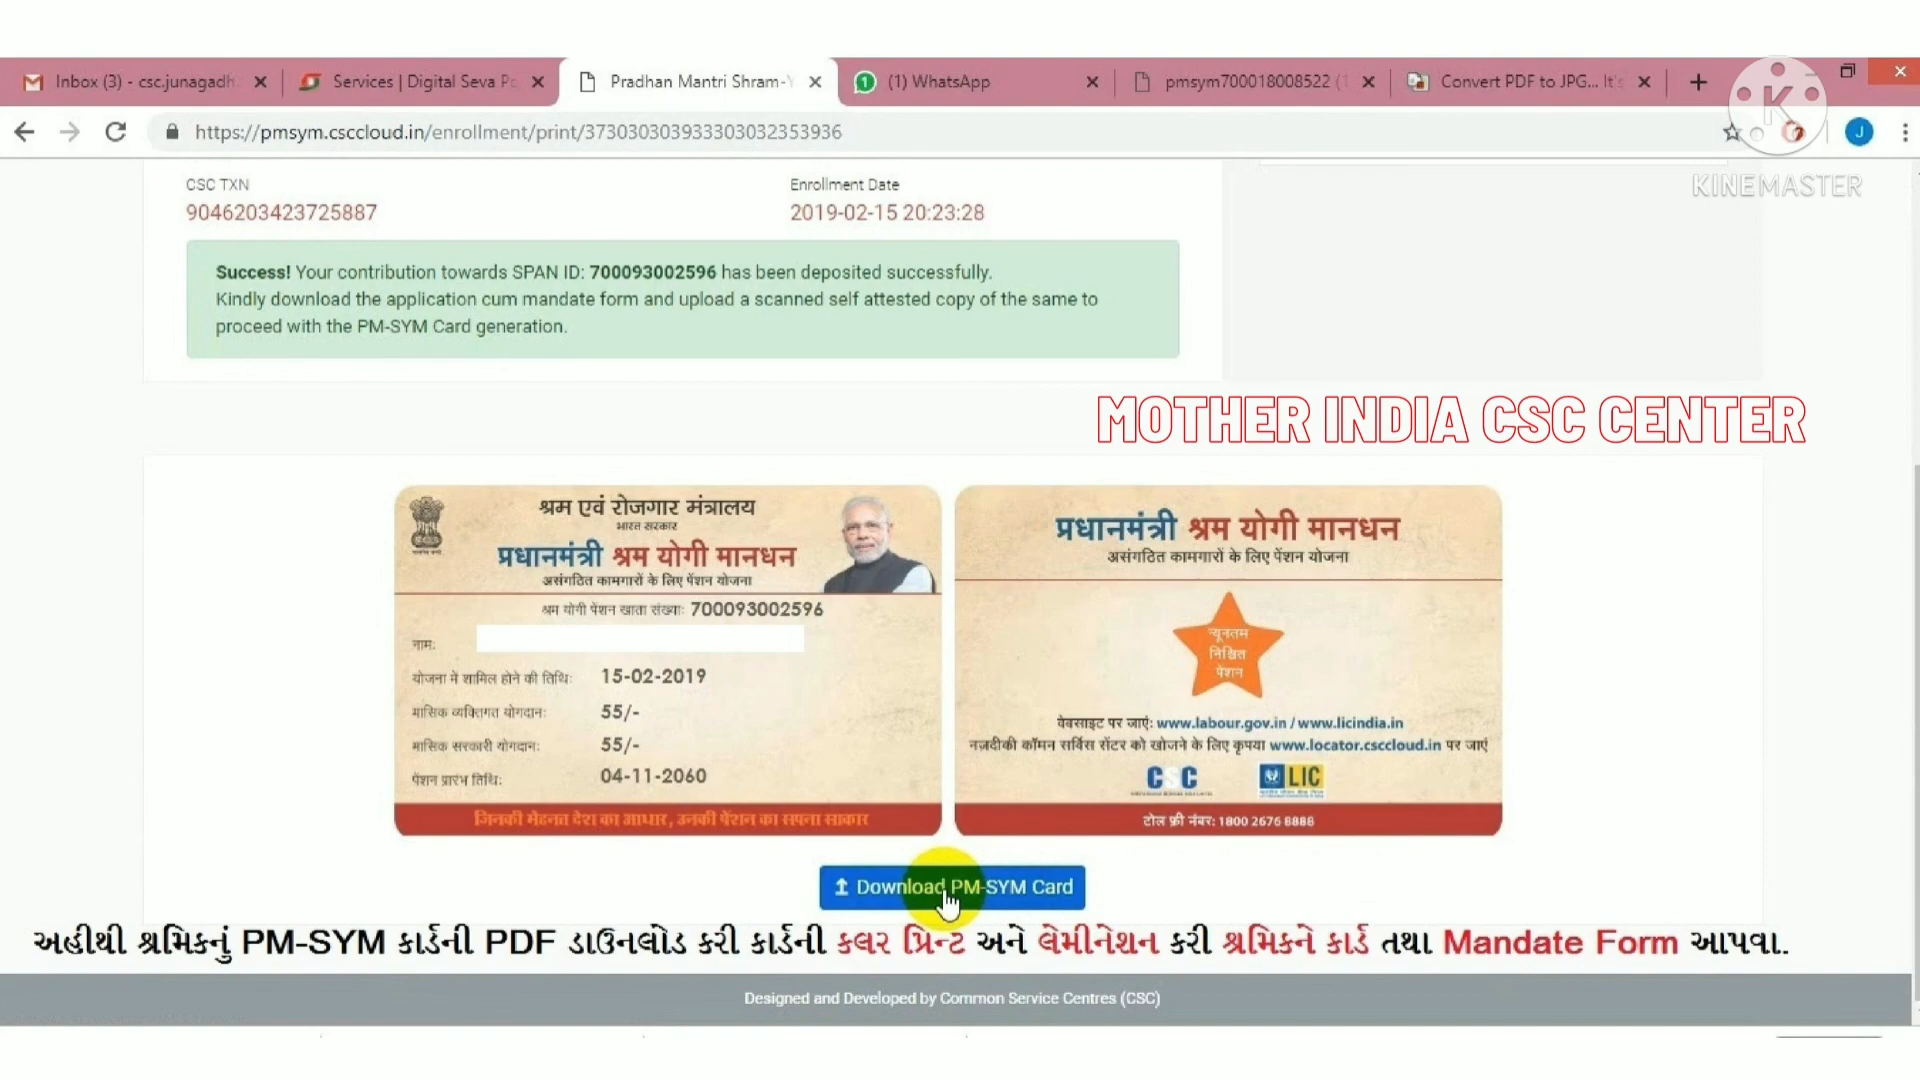 Inbox (3) - csc.junagadh
Services | Digital Seva Po
Pradhan Mantri Shram-Y
(1) WhatsApp
pmsym700018008522 (1
Convert PDF to JPG... It's
https://pmsym.csccloud.in/enrollment/print/373030303933303032353936
J
K
KINEMASTER
CSC TXN
Enrollment Date
9046203423725887
2019-02-15 20:23:28
Success! Your contribution towards SPAN ID: 700093002596 has been deposited successfully.
Kindly download the application cum mandate form and upload a scanned self attested copy of the same to
proceed with the PM-SYM Card generation.
MOTHER INDIA CSC CENTER
श्रम एवं रोजगार मंत्रालय
भारत सरकार
प्रधानमंत्री श्रम योगी मानधन
असंगठित कामगारों के लिए पेंशन योजना
श्रम योगी पेंशन खाता संख्याः 700093002596
नामः
योजना में शामिल होने की तिथिः 15-02-2019
मासिक व्यक्तिगत योगदानः 55/-
मासिक सरकारी योगदानः 55/-
पेंशन प्रारंभ तिथिः 04-11-2060
जिनकी मेहनत देश का आधार, उनकी पेंशन का सपना साकार
प्रधानमंत्री श्रम योगी मानधन
असंगठित कामगारों के लिए पेंशन योजना
न्यूनतम
निश्चित
पेंशन
वेबसाइट पर जाएं: www.labour.gov.in / www.licindia.in
नज़दीकी कॉमन सर्विस सेंटर को खोजने के लिए कृपया www.locator.csccloud.in पर जाएं
CSC
LIC
टोल फ्री नंबर: 1800 2676 8888
Download PM-SYM Card
અહીથી શ્રમિકનું PM-SYM કાર્ડની PDF ડાઉનલોડ કરી કાર્ડની કલર પ્રિન્ટ અને લેમીનેશન કરી શ્રમિકને કાર્ડ તથા Mandate Form આપવા.
Designed and Developed by Common Service Centres (CSC)